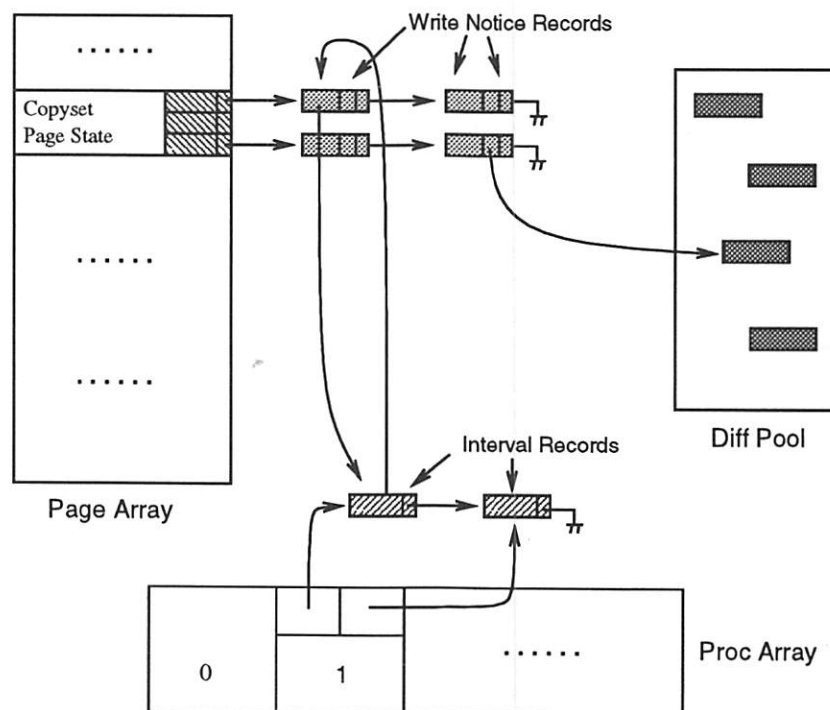 Write Notice Records
······
Copyset
Page State
······
······
Diff Pool
Interval Records
Page Array
······
Proc Array
0
1